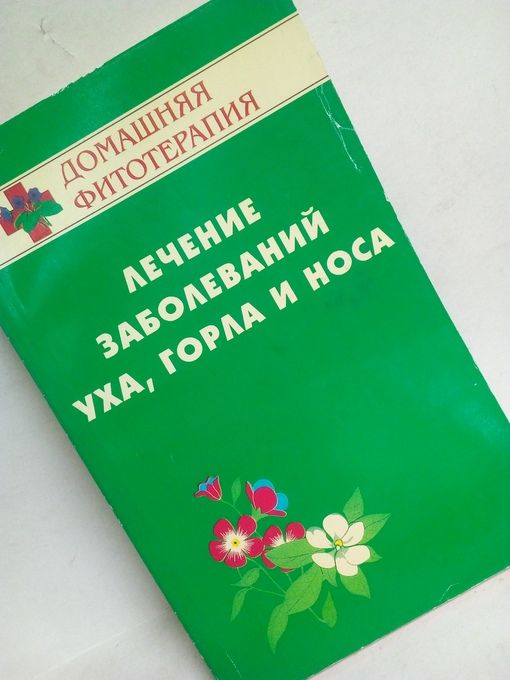 ДОМАШНЯЯ
ФИТОТЕРАПИЯ
ЛЕЧЕНИЕ
ЗАБОЛЕВАНИЙ
УХА, ГОРЛА И НОСА